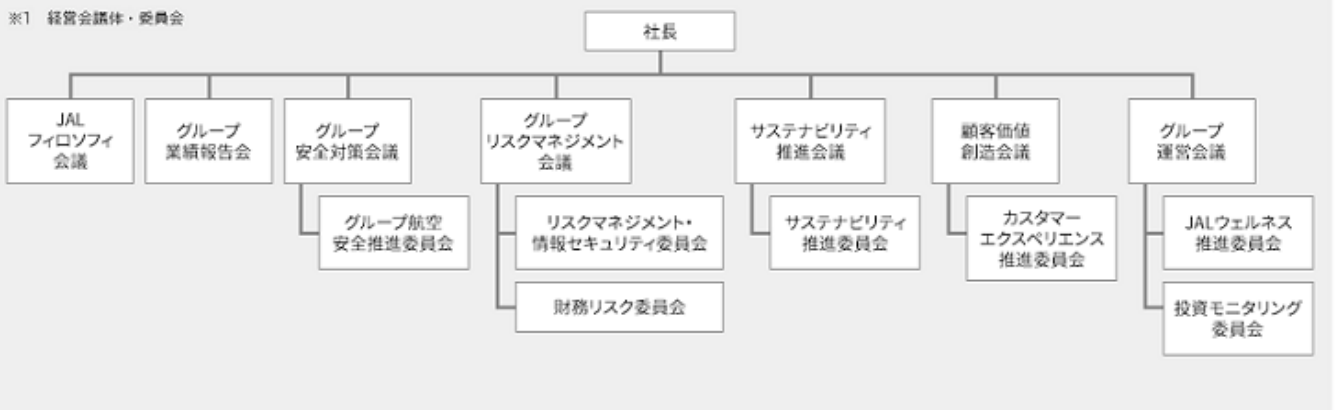 ※1 経営会議体・委員会
社長
JAL
フィロソフィ
会議
グループ
業績報告会
グループ
安全対策会議
グループ
リスクマネジメント
会議
サステナビリティ
推進会議
顧客価値
創造会議
グループ
運営会議
グループ航空
安全推進委員会
リスクマネジメント・
情報セキュリティ委員会
財務リスク委員会
サステナビリティ
推進委員会
カスタマー
エクスペリエンス
推進委員会
JALウェルネス
推進委員会
投資モニタリング
委員会